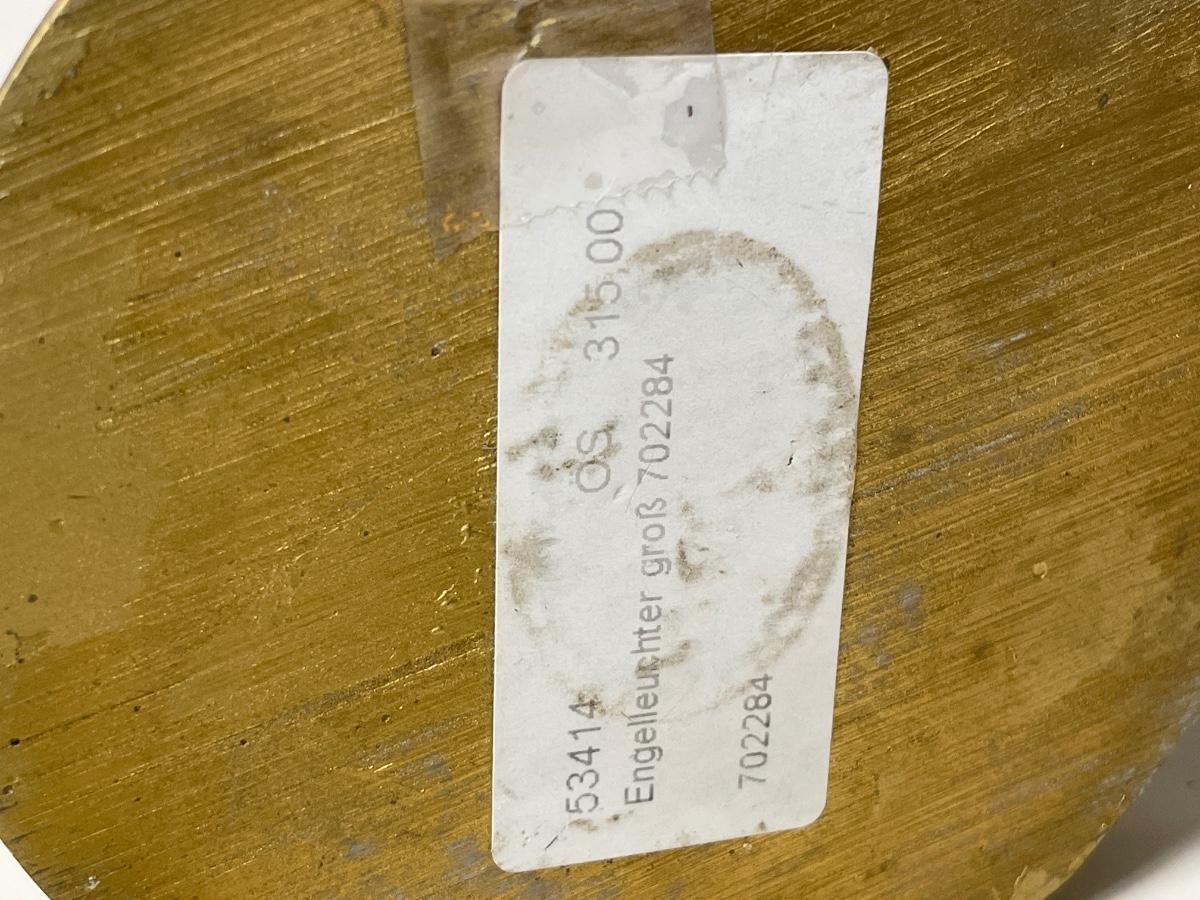 53414 ÖS 315,00
Engelleuchter groß 702284
702284